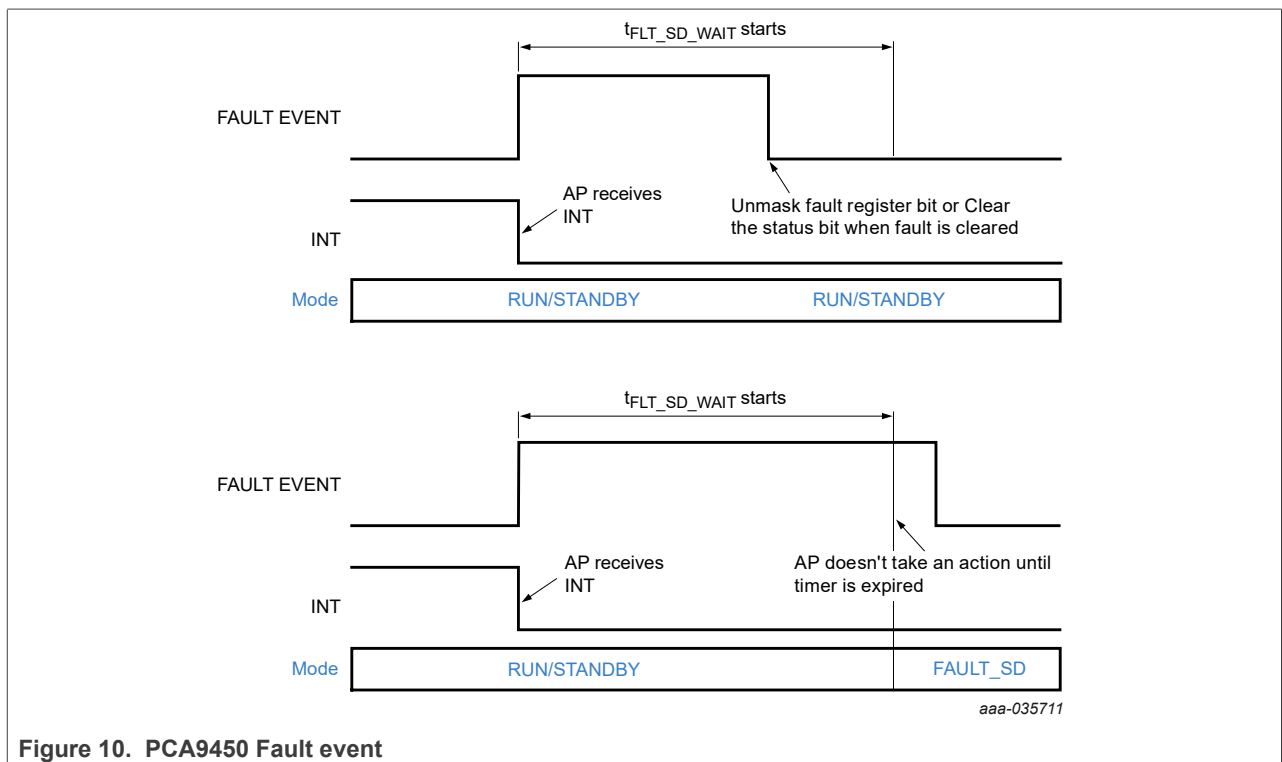 tFLT_SD_WAIT starts
FAULT EVENT
AP receives
INT
Unmask fault register bit or Clear
the status bit when fault is cleared
INT
Mode
RUN/STANDBY
RUN/STANDBY
tFLT_SD_WAIT starts
FAULT EVENT
AP receives
INT
AP doesn't take an action until
timer is expired
INT
Mode
RUN/STANDBY
FAULT_SD
aaa-035711
Figure 10. PCA9450 Fault event